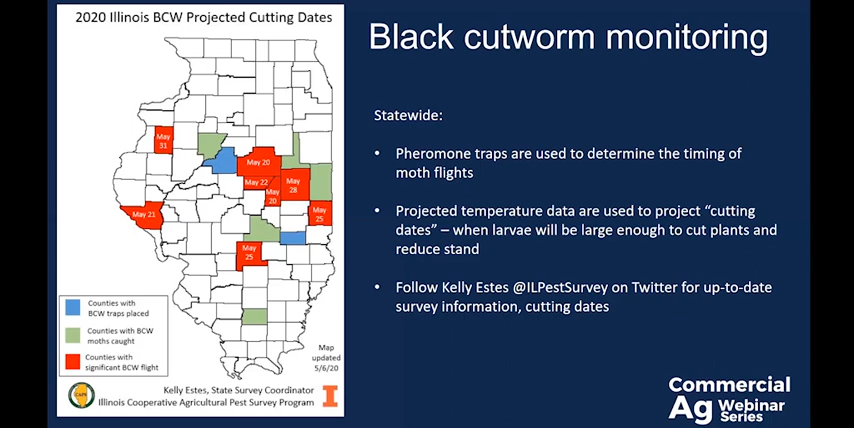 2020 Illinois BCW Projected Cutting Dates
May
31
May 20
May 22
May
20
May
28
May 21
May
25
May
25
Counties with
BCW traps placed
Counties with BCW
moths caught
Counties with
significant BCW flight
Map
updated
5/6/20
CAPS
Kelly Estes, State Survey Coordinator
Illinois Cooperative Agricultural Pest Survey Program
I
Black cutworm monitoring
Statewide:
• Pheromone traps are used to determine the timing of
moth flights
• Projected temperature data are used to project “cutting
dates” – when larvae will be large enough to cut plants and
reduce stand
• Follow Kelly Estes @ILPestSurvey on Twitter for up-to-date
survey information, cutting dates
Commercial
Ag Webinar
Series